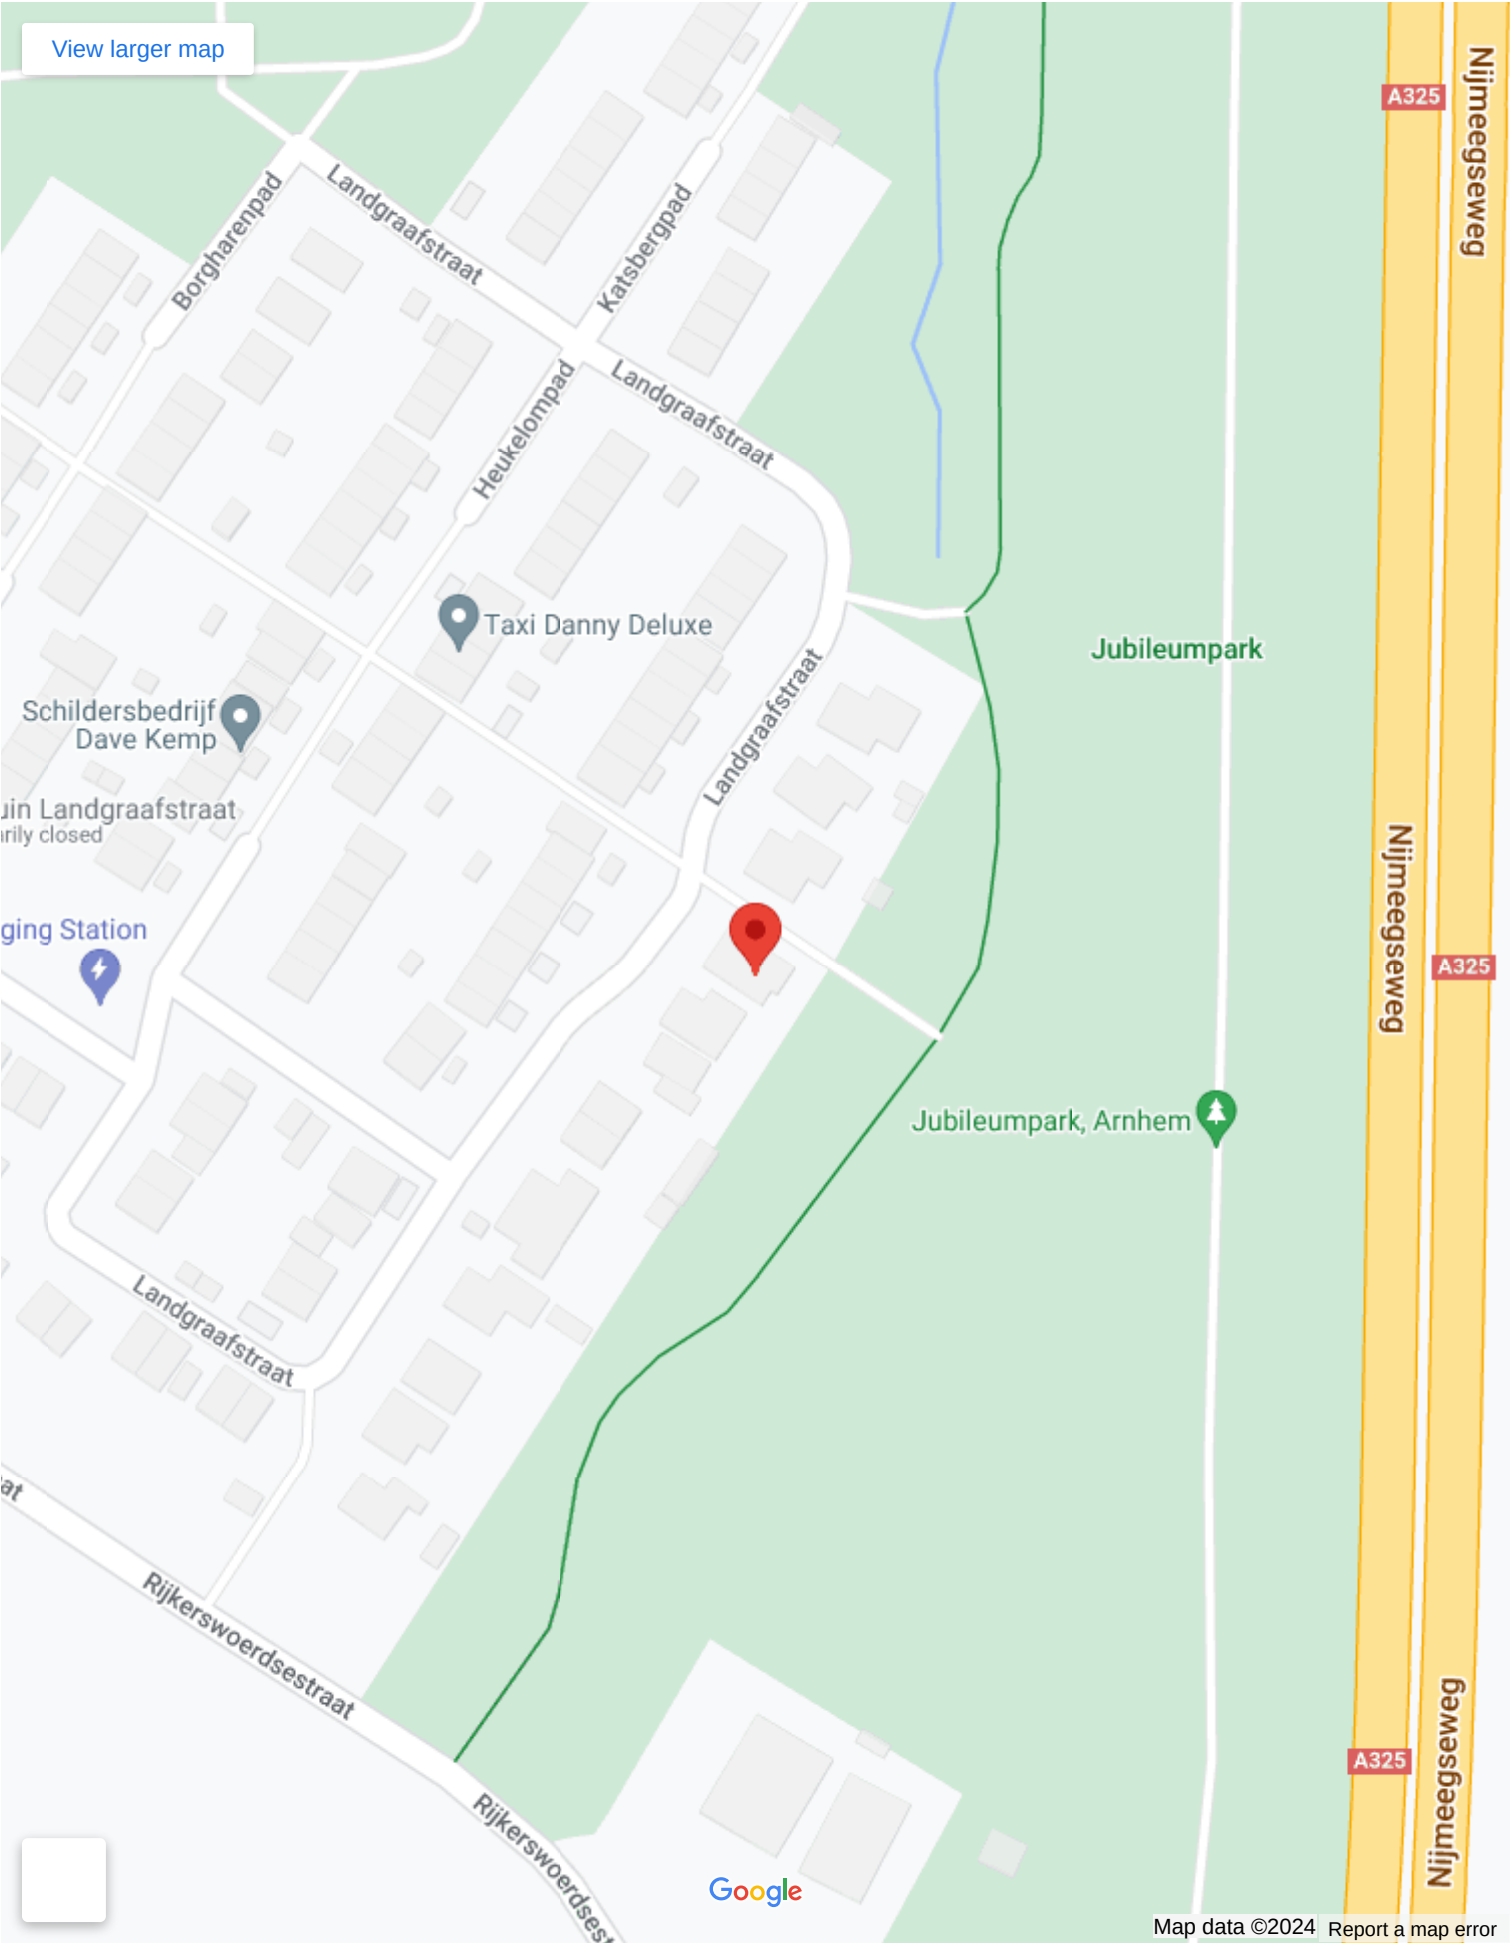 View larger map
A325
Nijmeegseweg
Landgraafstraat
Borgharenpad
Katsbergpad
Landgraafstraat
Heukelompad
Taxi Danny Deluxe
Jubileumpark
Landgraafstraat
Schildersbedrijf
Dave Kemp
uin Landgraafstraat
arily closed
Nijmeegseweg
ging Station
A325
Jubileumpark, Arnhem
Landgraafstraat
at
Rijkerswoerdsestraat
Nijmeegseweg
A325
Rijkerswoerdsest
Google
Map data ©2024
Report a map error